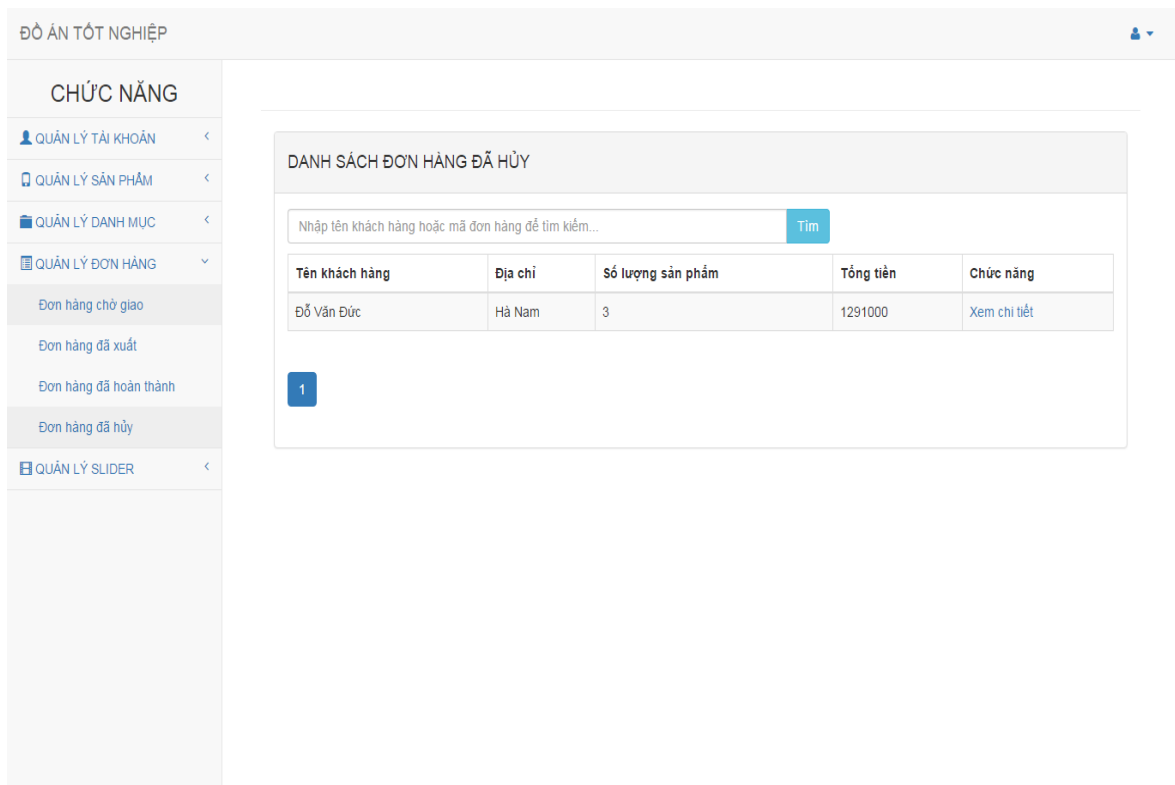 ĐỒ ÁN TỐT NGHIỆP
CHỨC NĂNG
QUẢN LÝ TÀI KHOẢN
QUẢN LÝ SẢN PHẨM
QUẢN LÝ DANH MỤC
QUẢN LÝ ĐƠN HÀNG
Đơn hàng chờ giao
Đơn hàng đã xuất
Đơn hàng đã hoàn thành
Đơn hàng đã hủy
QUẢN LÝ SLIDER
DANH SÁCH ĐƠN HÀNG ĐÃ HỦY
Nhập tên khách hàng hoặc mã đơn hàng để tìm kiếm... Tìm
Tên khách hàng Địa chỉ Số lượng sản phẩm Tổng tiền Chức năng
Đỗ Văn Đức Hà Nam 3 1291000 Xem chi tiết
1